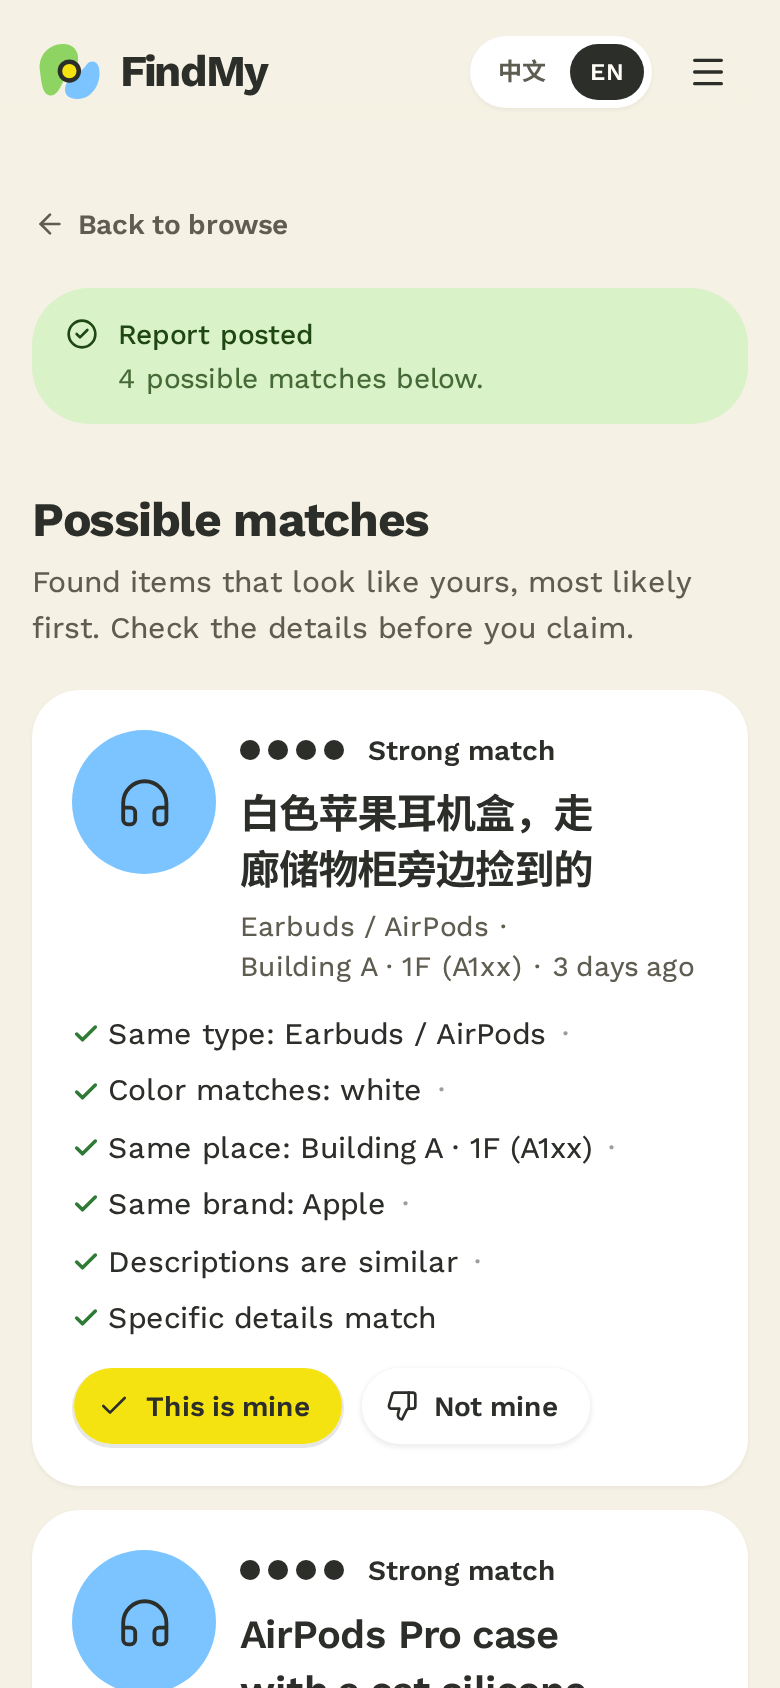 FindMy
中文
EN
Back to browse
Report posted
4 possible matches below.
Possible matches
Found items that look like yours, most likely
first. Check the details before you claim.
Strong match
白色苹果耳机盒，走
廊储物柜旁边捡到的
Earbuds / AirPods ·
Building A · 1F (A1xx) · 3 days ago
Same type: Earbuds / AirPods ·
Color matches: white ·
Same place: Building A · 1F (A1xx) ·
Same brand: Apple ·
Descriptions are similar ·
Specific details match
This is mine
Not mine
Strong match
AirPods Pro case
with a cat silicone